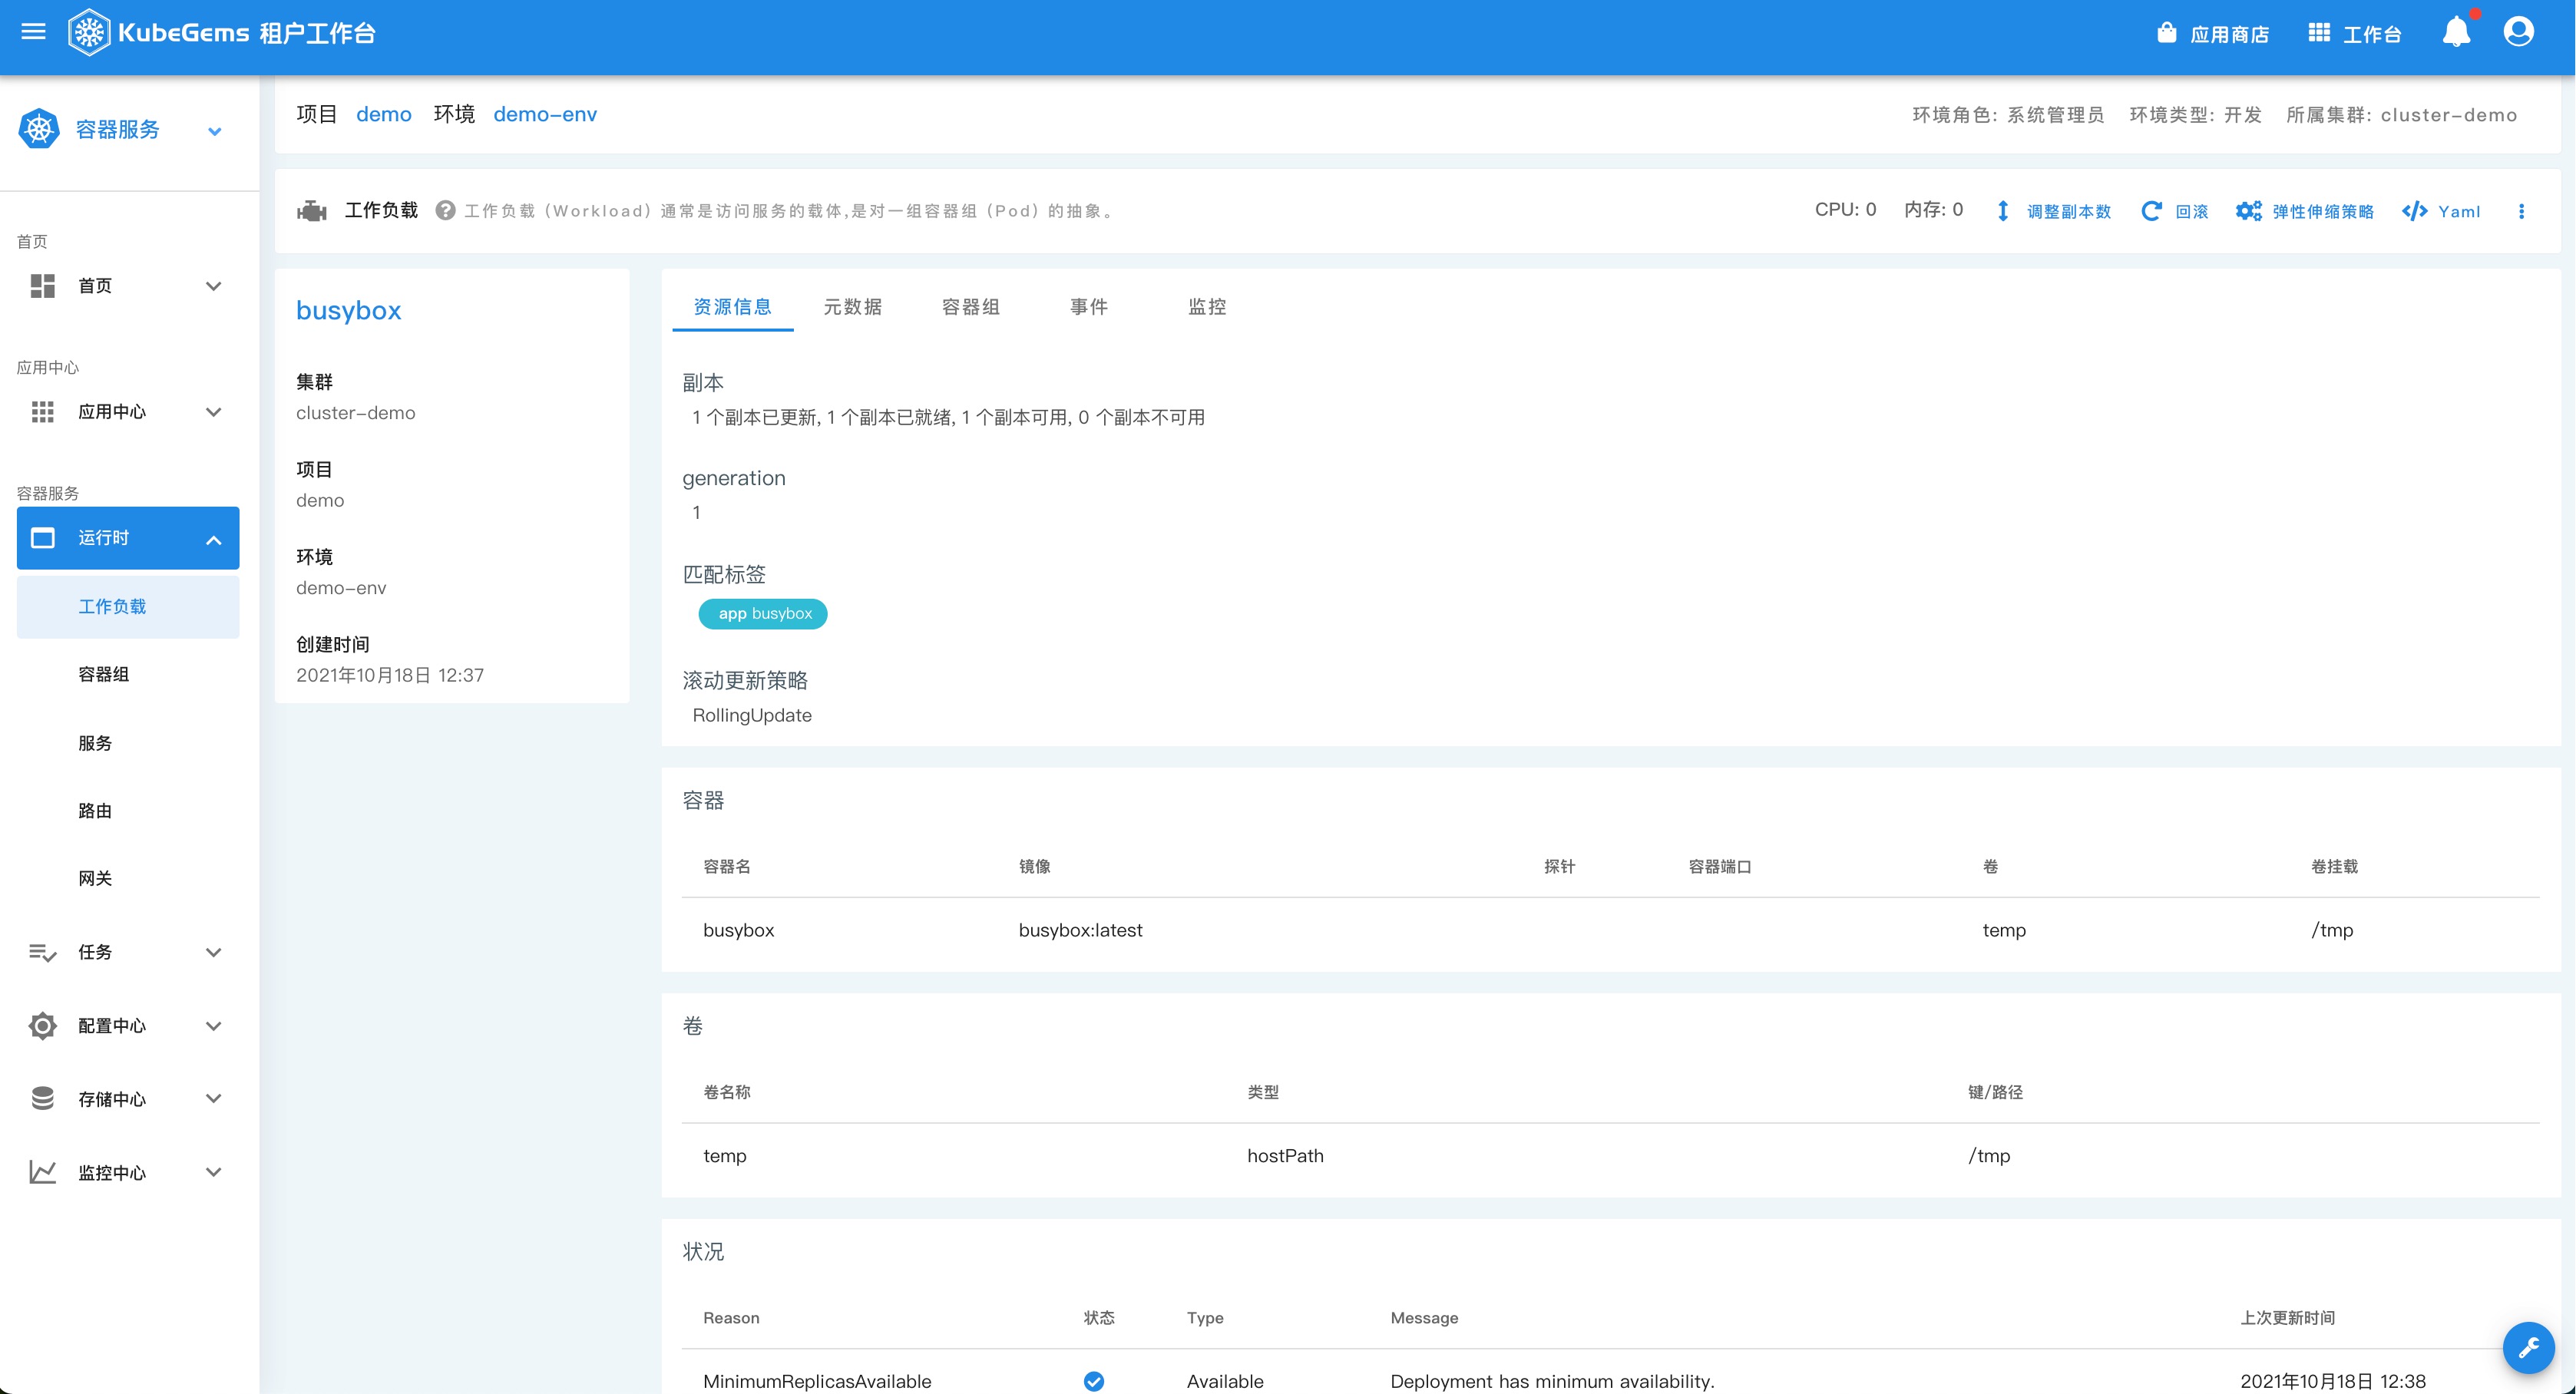 KubeGems 租户工作台
应用商店
工作台
容器服务
首页
首页
应用中心
应用中心
容器服务
运行时
工作负载
容器组
服务
路由
网关
任务
配置中心
存储中心
监控中心
项目 demo 环境 demo-env
环境角色: 系统管理员 环境类型: 开发 所属集群: cluster-demo
工作负载 工作负载（Workload）通常是访问服务的载体,是对一组容器组（Pod）的抽象。
CPU: 0 内存: 0 调整副本数 回滚 弹性伸缩策略 Yaml
busybox
集群
cluster-demo
项目
demo
环境
demo-env
创建时间
2021年10月18日 12:37
资源信息 元数据 容器组 事件 监控
副本
1 个副本已更新, 1 个副本已就绪, 1 个副本可用, 0 个副本不可用
generation
1
匹配标签
app busybox
滚动更新策略
RollingUpdate
容器
容器名 镜像 探针 容器端口 卷 卷挂载
busybox busybox:latest temp /tmp
卷
卷名称 类型 键/路径
temp hostPath /tmp
状况
Reason 状态 Type Message 上次更新时间
MinimumReplicasAvailable Available Deployment has minimum availability. 2021年10月18日 12:38